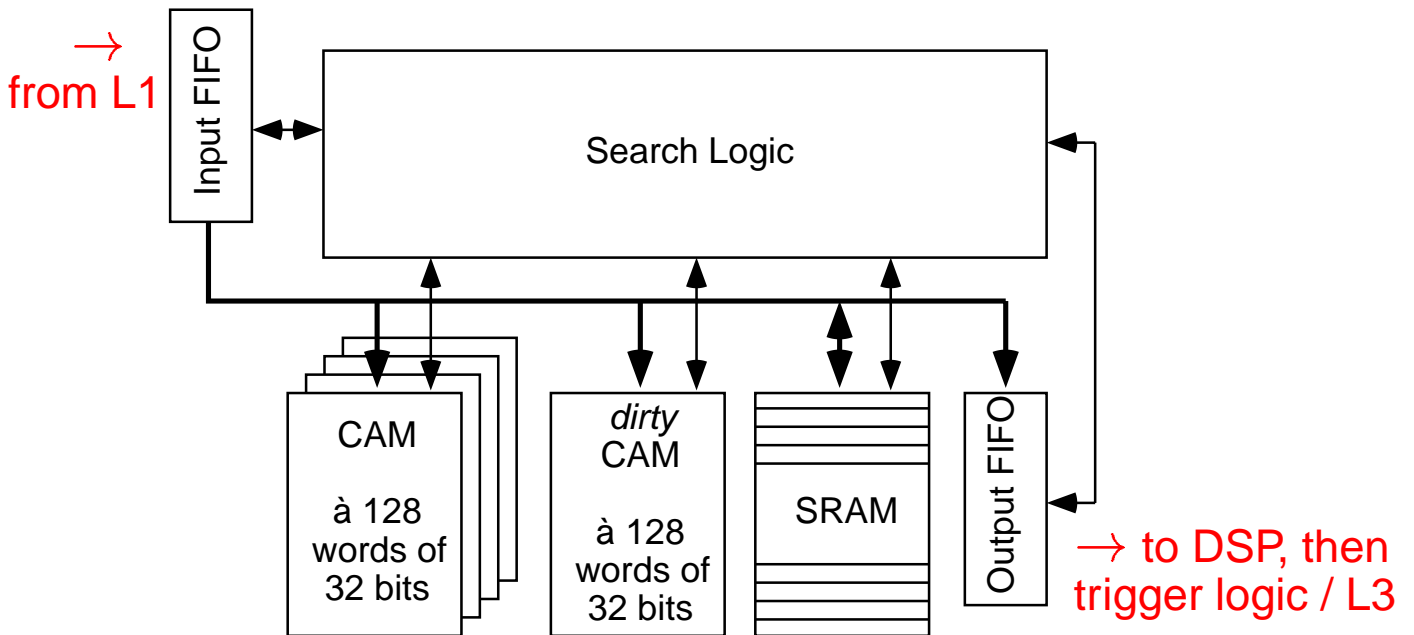 →
from L1
Input FIFO
Search Logic
CAM
à 128
words of
32 bits
dirty
CAM
à 128
words of
32 bits
SRAM
Output FIFO
→ to DSP, then
trigger logic / L3